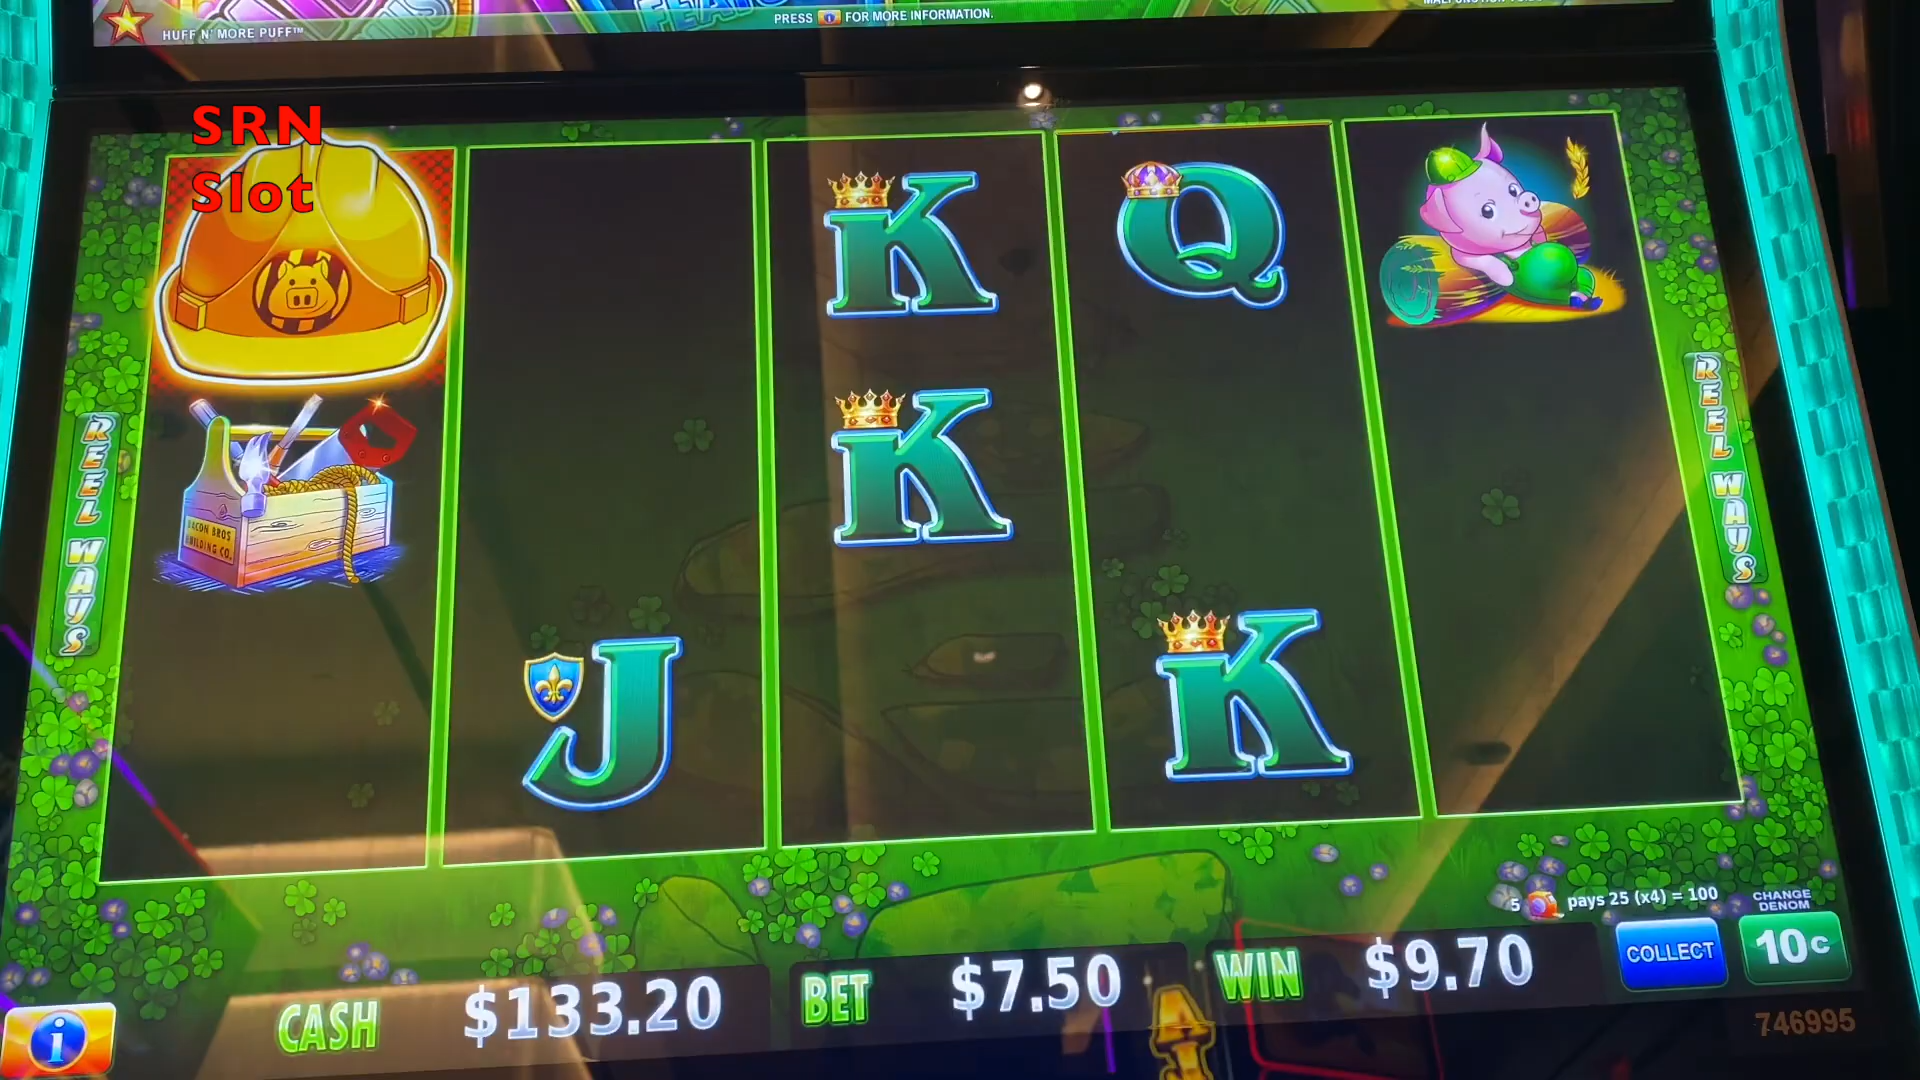 PRESS i FOR MORE INFORMATION.
HUFF N' MORE PUFF™
SRN
Slot
K
Q
K
BACON BROS
BUILDING CO.
REEL WAYS
REEL WAYS
J
K
5 pays 25 (x4) = 100
CHANGE
DENOM
CASH $133.20
BET $7.50
WIN $9.70
COLLECT
10¢
i
746995